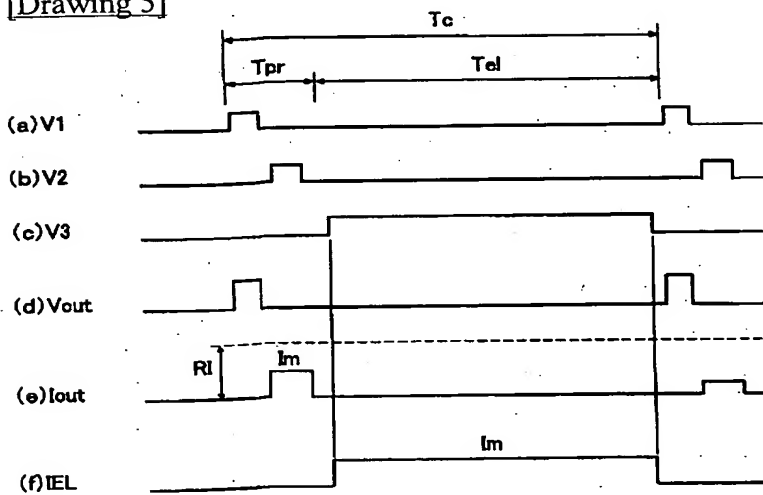 [Drawing 5]
Tc
Tpr
Tel
(a)V1
(b)V2
(c)V3
(d)Vout
RI
Im
(e)Iout
Im
(f)IEL